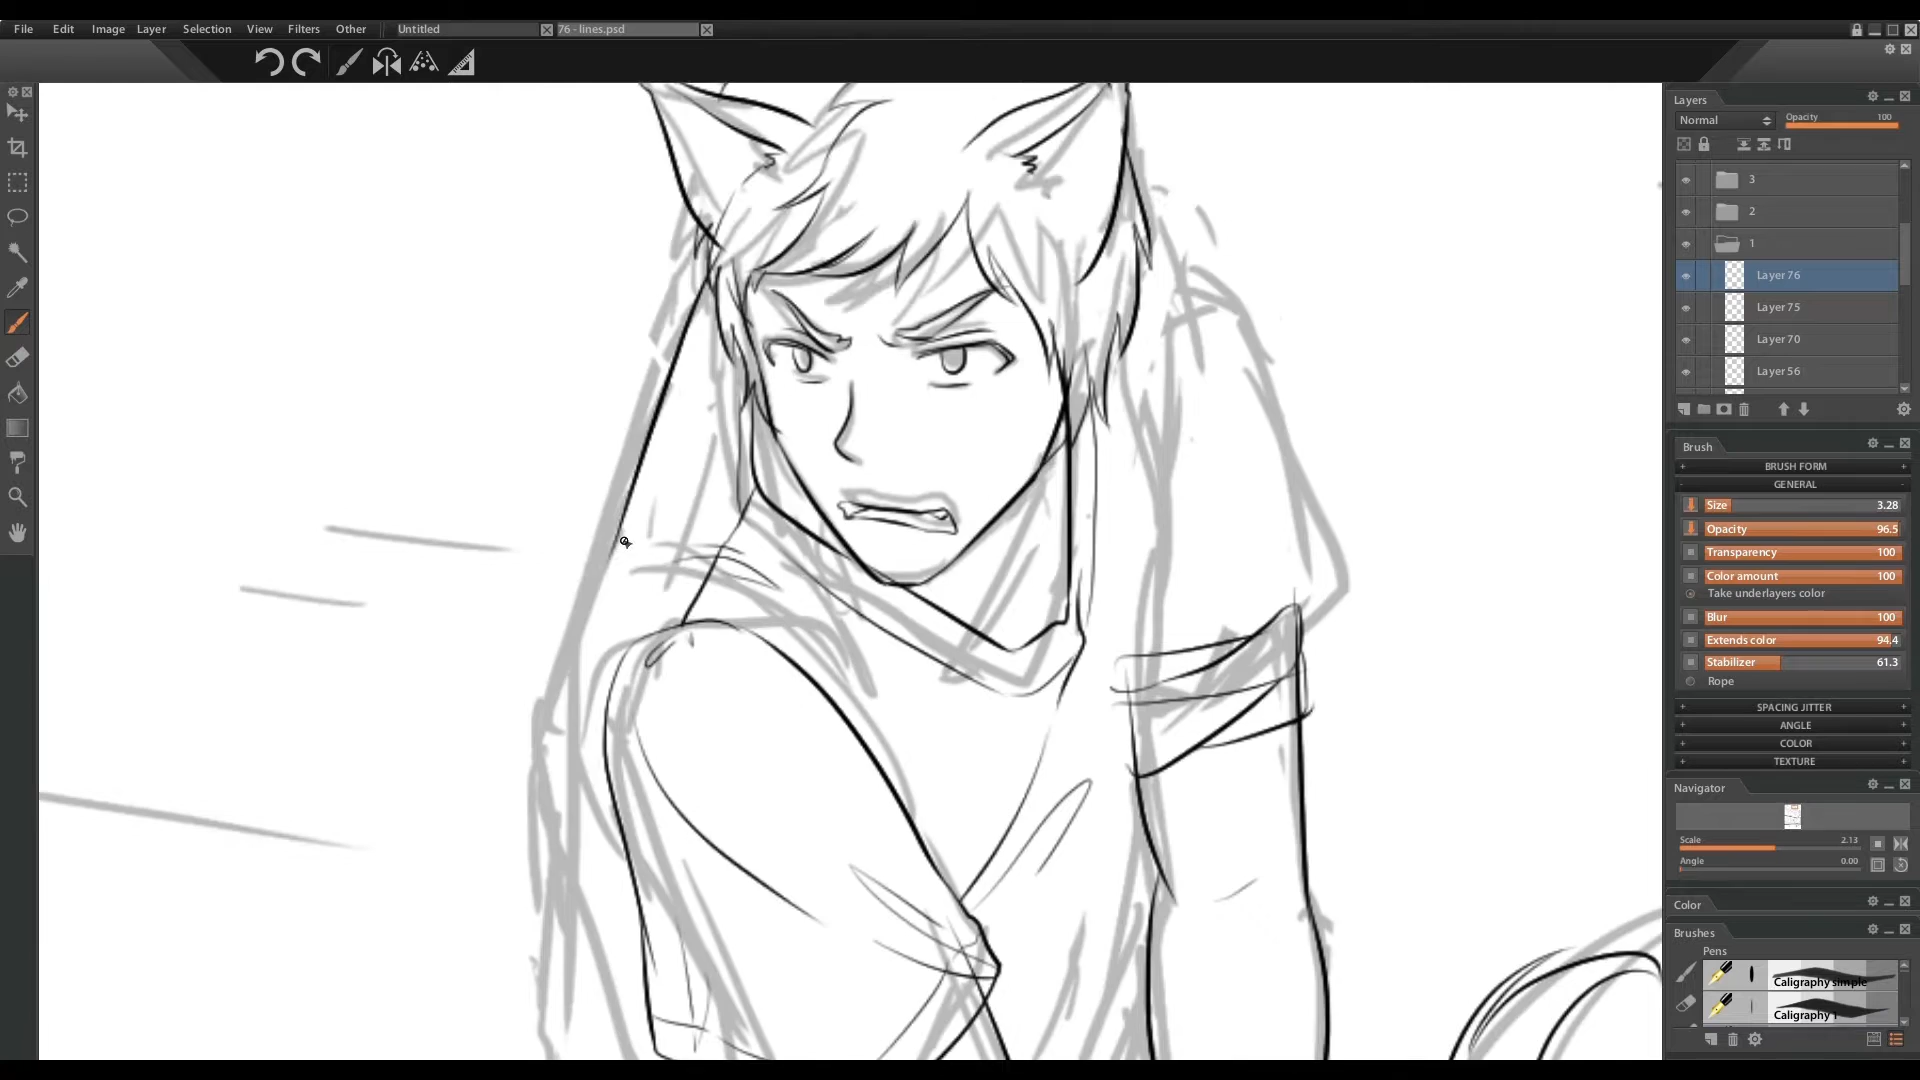 File Edit Image Layer Selection View Filters Other Untitled 76 - lines.psd
Layers
Normal Opacity 100
3
2
1
Layer 76
Layer 75
Layer 70
Layer 56
Brush
BRUSH FORM
GENERAL
Size 3.28
Opacity 96.5
Transparency 100
Color amount 100
Take underlayers color
Blur 100
Extends color 94.4
Stabilizer 61.3
Rope
SPACING JITTER
ANGLE
COLOR
TEXTURE
Navigator
Scale 2.13
Angle 0.00
Color
Brushes
Pens
Caligraphy simple
Caligraphy 1